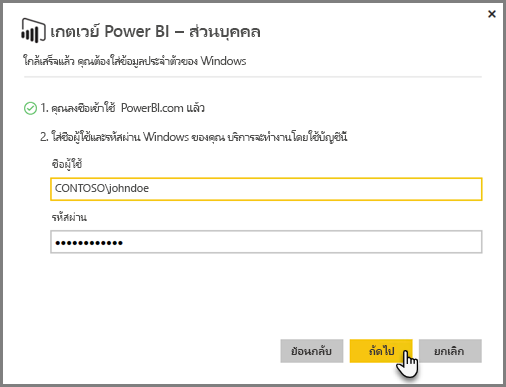 เกตเวย์ Power BI – ส่วนบุคคล
ใกล้เสร็จแล้ว คุณต้องใส่ข้อมูลประจำตัวของ Windows
1. คุณลงชื่อเข้าใช้ PowerBI.com แล้ว
2. ใส่ชื่อผู้ใช้และรหัสผ่าน Windows ของคุณ บริการจะทำงานโดยใช้บัญชีนี้
ชื่อผู้ใช้
CONTOSO\johndoe
รหัสผ่าน
••••••••••••
ย้อนกลับ ถัดไป ยกเลิก